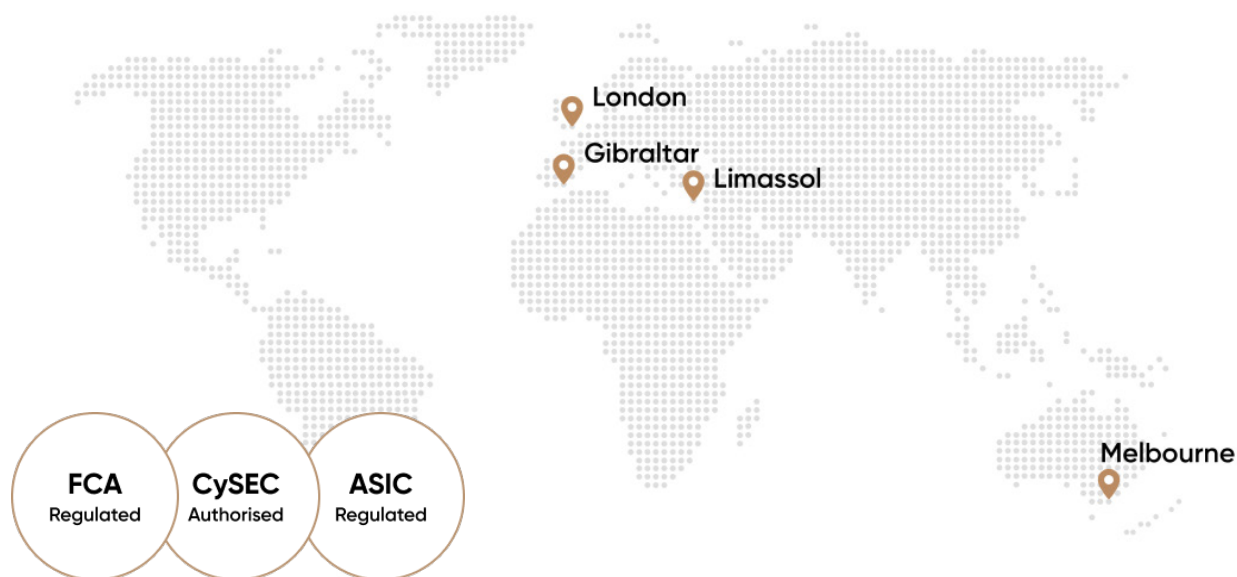 London
Gibraltar
Limassol
Melbourne
FCA
Regulated
CySEC
Authorised
ASIC
Regulated